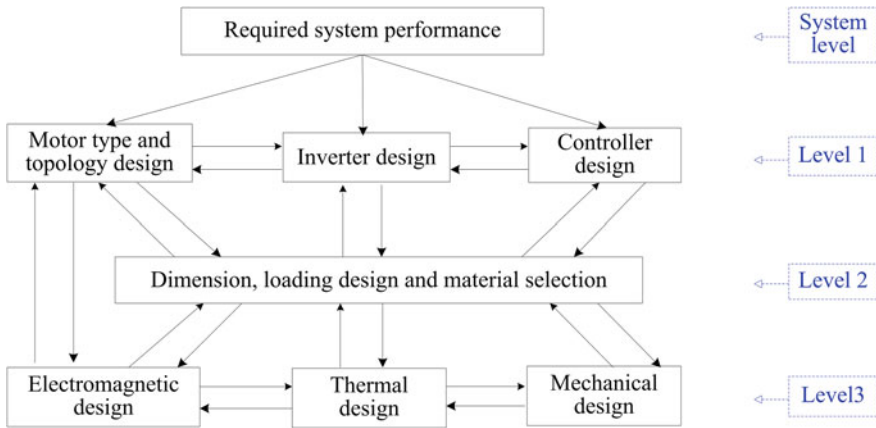 Required system performance
System
level
Motor type and
topology design
Inverter design
Controller
design
Level 1
Dimension, loading design and material selection
Level 2
Electromagnetic
design
Thermal
design
Mechanical
design
Level3